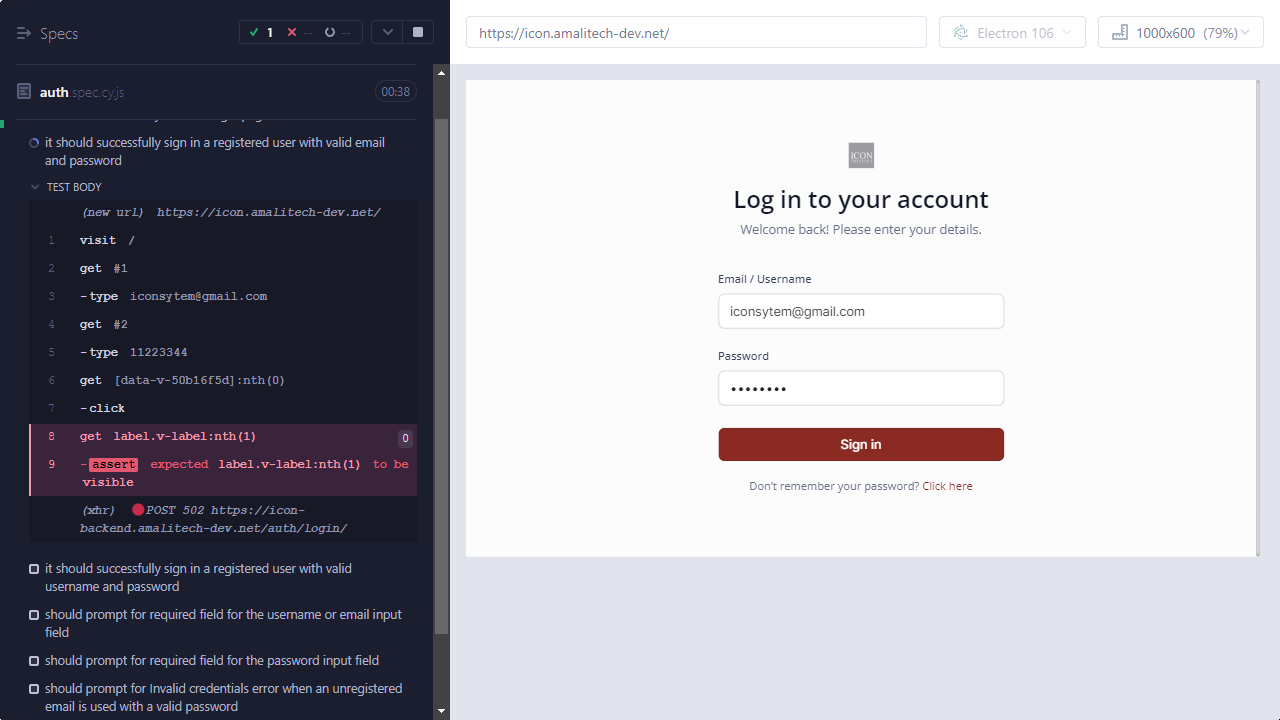 Specs
1
--
--
auth.spec.cy.js
00:38
it should successfully sign in a registered user with valid email
and password
TEST BODY
(new url) https://icon.amalitech-dev.net/
1 visit /
2 get #1
3 -type iconsytem@gmail.com
4 get #2
5 -type 11223344
6 get [data-v-50b16f5d]:nth(0)
7 -click
8 get label.v-label:nth(1) 0
9 -assert expected label.v-label:nth(1) to be
visible
(xhr) POST 502 https://icon-
backend.amalitech-dev.net/auth/login/
it should successfully sign in a registered user with valid
username and password
should prompt for required field for the username or email input
field
should prompt for required field for the password input field
should prompt for Invalid credentials error when an unregistered
email is used with a valid password
https://icon.amalitech-dev.net/
Electron 106
1000x600 (79%)
ICON
Log in to your account
Welcome back! Please enter your details.
Email / Username
iconsytem@gmail.com
Password
••••••••
Sign in
Don't remember your password? Click here